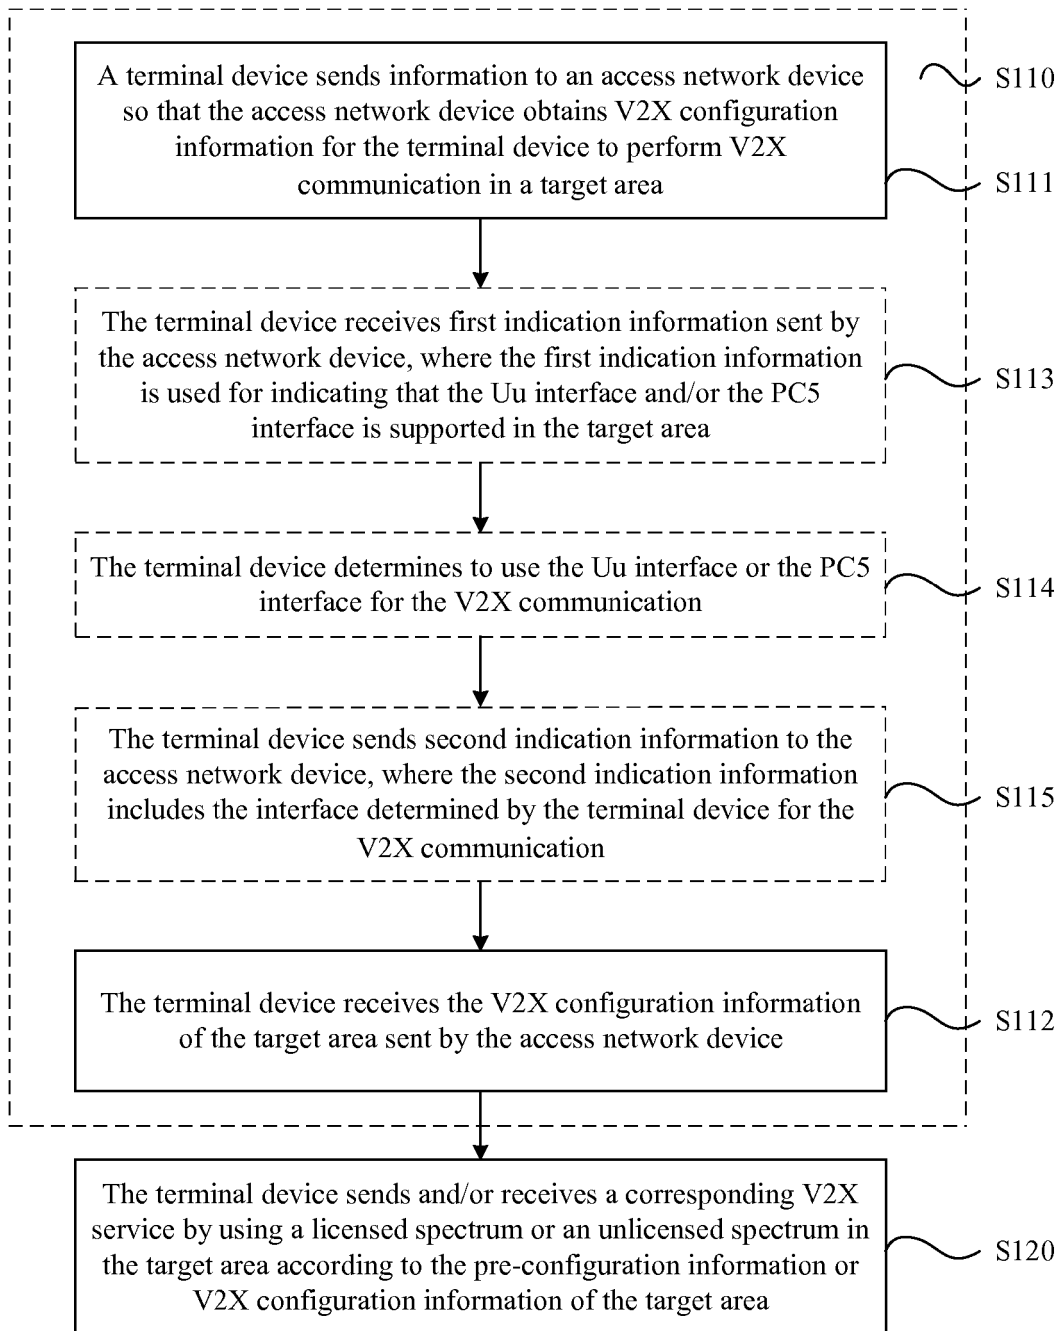 A terminal device sends information to an access network device
so that the access network device obtains V2X configuration
information for the terminal device to perform V2X
communication in a target area
S110
S111
The terminal device receives first indication information sent by
the access network device, where the first indication information
is used for indicating that the Uu interface and/or the PC5
interface is supported in the target area
S113
The terminal device determines to use the Uu interface or the PC5
interface for the V2X communication
S114
The terminal device sends second indication information to the
access network device, where the second indication information
includes the interface determined by the terminal device for the
V2X communication
S115
The terminal device receives the V2X configuration information
of the target area sent by the access network device
S112
The terminal device sends and/or receives a corresponding V2X
service by using a licensed spectrum or an unlicensed spectrum in
the target area according to the pre-configuration information or
V2X configuration information of the target area
S120